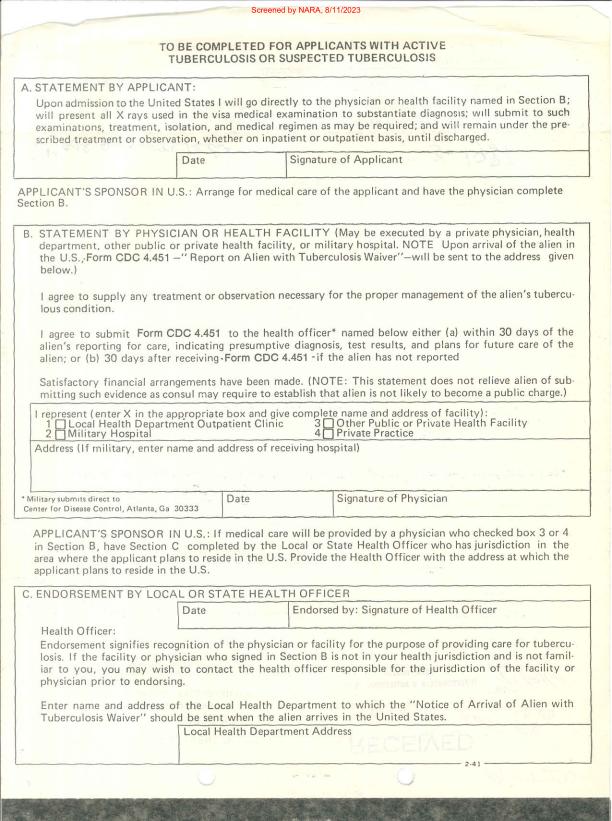 Screened by NARA, 8/11/2023
TO BE COMPLETED FOR APPLICANTS WITH ACTIVE
TUBERCULOSIS OR SUSPECTED TUBERCULOSIS
A. STATEMENT BY APPLICANT:
Upon admission to the United States I will go directly to the physician or health facility named in Section B;
will present all X rays used in the visa medical examination to substantiate diagnosis; will submit to such
examinations, treatment, isolation, and medical regimen as may be required; and will remain under the pre-
scribed treatment or observation, whether on inpatient or outpatient basis, until discharged.
Date
Signature of Applicant
APPLICANT'S SPONSOR IN U.S.: Arrange for medical care of the applicant and have the physician complete
Section B.
B. STATEMENT BY PHYSICIAN OR HEALTH FACILITY (May be executed by a private physician, health
department, other public or private health facility, or military hospital. NOTE Upon arrival of the alien in
the U.S., Form CDC 4.451 —" Report on Alien with Tuberculosis Waiver"—will be sent to the address given
below.)
I agree to supply any treatment or observation necessary for the proper management of the alien's tubercu-
lous condition.
I agree to submit Form CDC 4.451 to the health officer* named below either (a) within 30 days of the
alien's reporting for care, indicating presumptive diagnosis, test results, and plans for future care of the
alien; or (b) 30 days after receiving-Form CDC 4.451 -if the alien has not reported
Satisfactory financial arrangements have been made. (NOTE: This statement does not relieve alien of sub-
mitting such evidence as consul may require to establish that alien is not likely to become a public charge.)
I represent (enter X in the appropriate box and give complete name and address of facility):
1 Local Health Department Outpatient Clinic 3 Other Public or Private Health Facility
2 Military Hospital 4 Private Practice
Address (If military, enter name and address of receiving hospital)
* Military submits direct to
Center for Disease Control, Atlanta, Ga 30333
Date
Signature of Physician
APPLICANT'S SPONSOR IN U.S.: If medical care will be provided by a physician who checked box 3 or 4
in Section B, have Section C completed by the Local or State Health Officer who has jurisdiction in the
area where the applicant plans to reside in the U.S. Provide the Health Officer with the address at which the
applicant plans to reside in the U.S.
C. ENDORSEMENT BY LOCAL OR STATE HEALTH OFFICER
Date
Endorsed by: Signature of Health Officer
Health Officer:
Endorsement signifies recognition of the physician or facility for the purpose of providing care for tubercu-
losis. If the facility or physician who signed in Section B is not in your health jurisdiction and is not famil-
iar to you, you may wish to contact the health officer responsible for the jurisdiction of the facility or
physician prior to endorsing.
Enter name and address of the Local Health Department to which the "Notice of Arrival of Alien with
Tuberculosis Waiver" should be sent when the alien arrives in the United States.
Local Health Department Address
RECEIVED
2-41